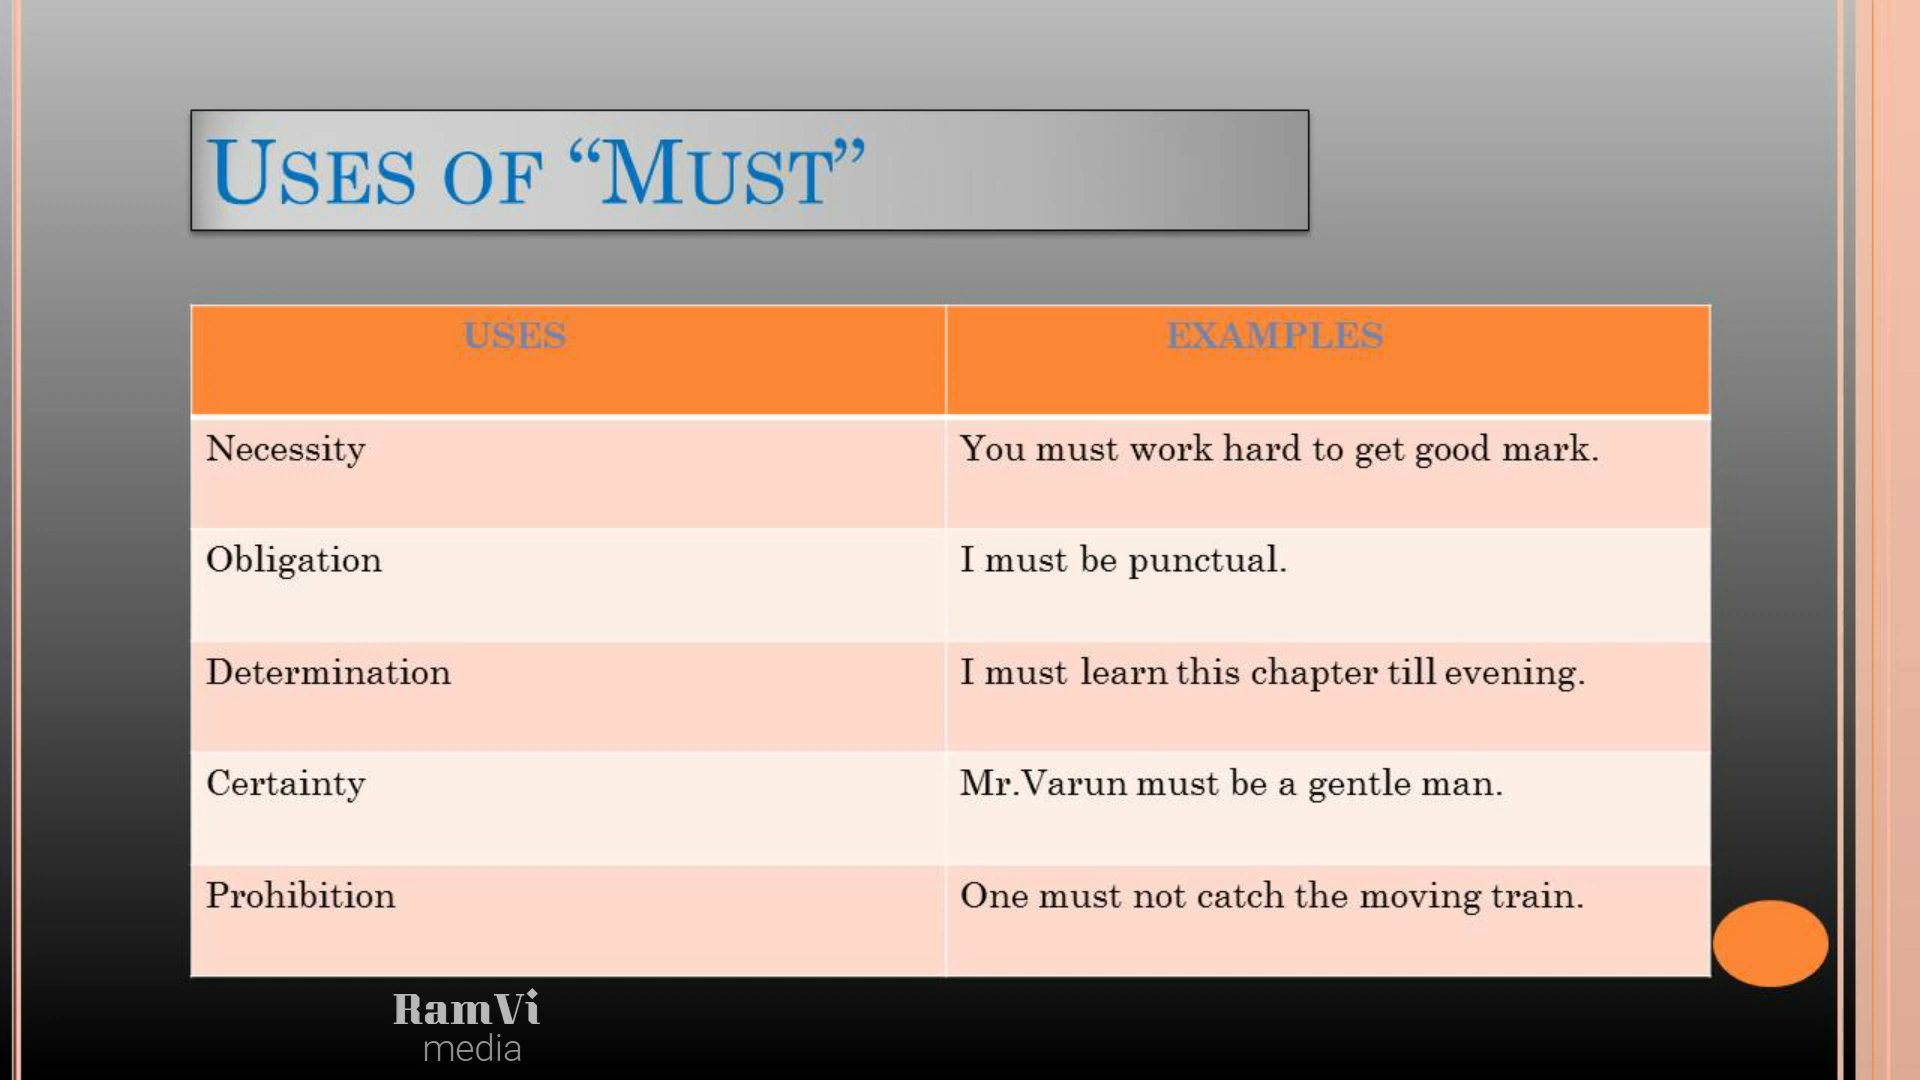 USES OF “MUST”
USES EXAMPLES
Necessity You must work hard to get good mark.
Obligation I must be punctual.
Determination I must learn this chapter till evening.
Certainty Mr.Varun must be a gentle man.
Prohibition One must not catch the moving train.
RamVi
media